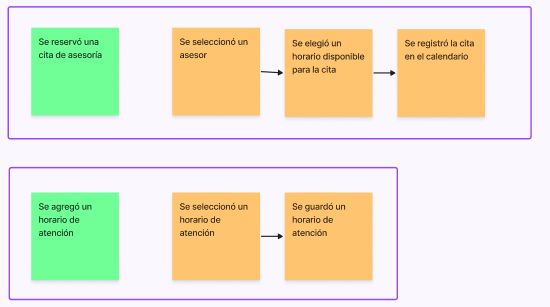 Se reservó una
cita de asesoría
Se seleccionó un
asesor
Se elegió un
horario disponible
para la cita
Se registró la cita
en el calendario
Se agregó un
horario de
atención
Se seleccionó un
horario de
atención
Se guardó un
horario de
atención